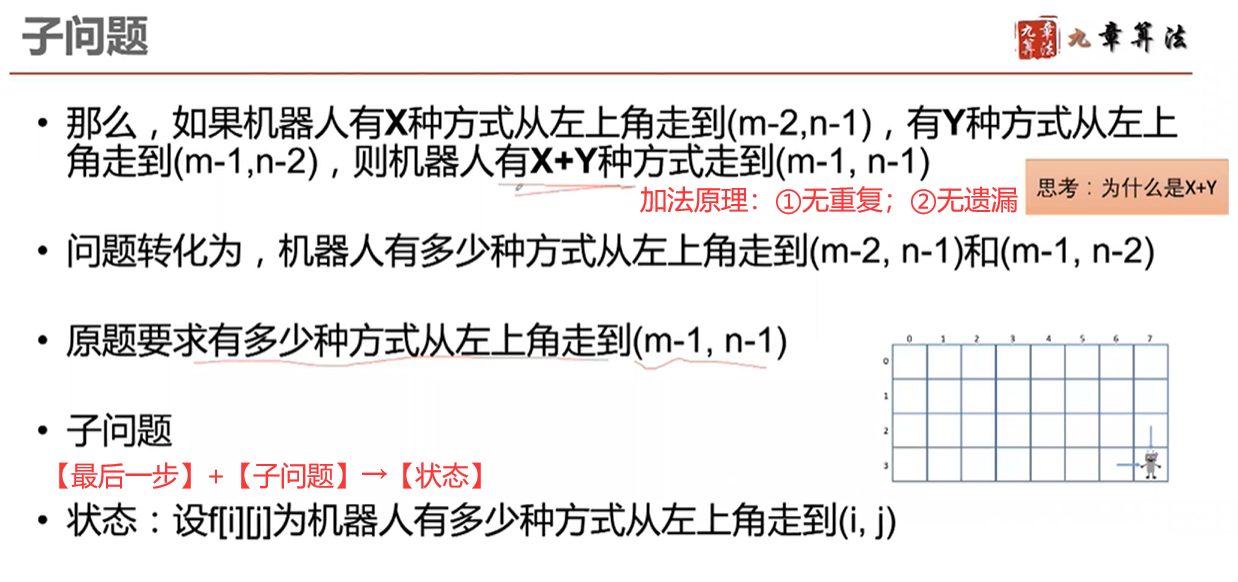 子问题
九章算法
九章算法
• 那么，如果机器人有X种方式从左上角走到(m-2,n-1)，有Y种方式从左上
角走到(m-1,n-2)，则机器人有X+Y种方式走到(m-1, n-1)
思考：为什么是X+Y
加法原理：①无重复；②无遗漏
• 问题转化为，机器人有多少种方式从左上角走到(m-2, n-1)和(m-1, n-2)
• 原题要求有多少种方式从左上角走到(m-1, n-1)
0 1 2 3 4 5 6 7
0
1
2
3
• 子问题
【最后一步】+【子问题】→【状态】
• 状态：设f[i][j]为机器人有多少种方式从左上角走到(i, j)